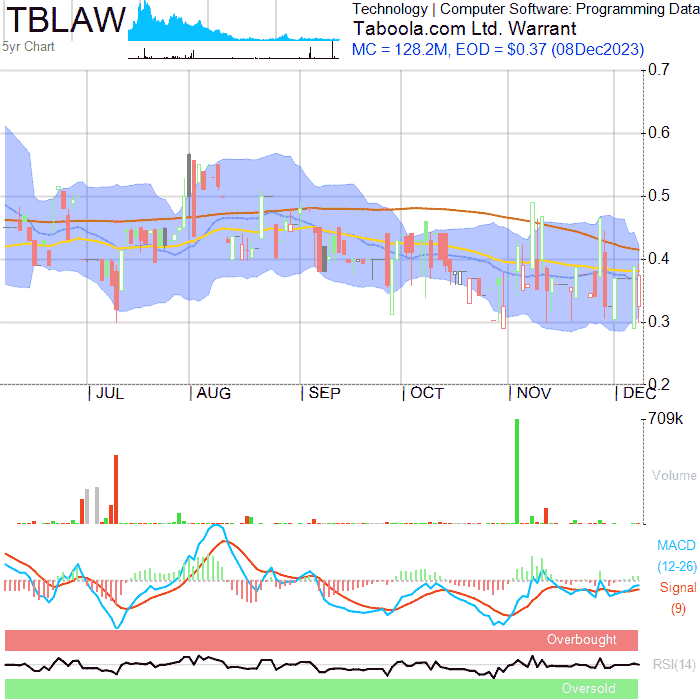 TBLAW
5yr Chart
Technology | Computer Software: Programming Data
Taboola.com Ltd. Warrant
MC = 128.2M, EOD = $0.37 (08Dec2023)
0.7
0.6
0.5
0.4
0.3
0.2
JUL AUG SEP OCT NOV DEC
709k
Volume
MACD
(12-26)
Signal
(9)
Overbought
RSI(14)
Oversold